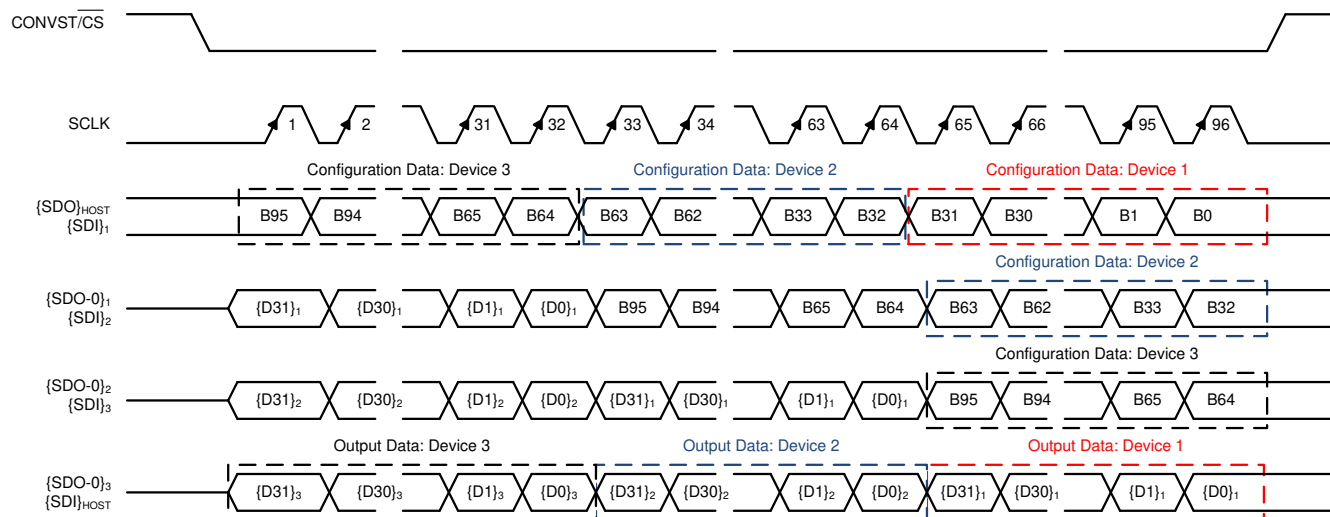 CONVST/CS
SCLK
1 2 31 32 33 34 63 64 65 66 95 96
Configuration Data: Device 3 Configuration Data: Device 2 Configuration Data: Device 1
{SDO}HOST
{SDI}1
B95 B94 B65 B64 B63 B62 B33 B32 B31 B30 B1 B0
Configuration Data: Device 2
{SDO-0}1
{SDI}2
{D31}1 {D30}1 {D1}1 {D0}1 B95 B94 B65 B64 B63 B62 B33 B32
Configuration Data: Device 3
{SDO-0}2
{SDI}3
{D31}2 {D30}2 {D1}2 {D0}2 {D31}1 {D30}1 {D1}1 {D0}1 B95 B94 B65 B64
Output Data: Device 3 Output Data: Device 2 Output Data: Device 1
{SDO-0}3
{SDI}HOST
{D31}3 {D30}3 {D1}3 {D0}3 {D31}2 {D30}2 {D1}2 {D0}2 {D31}1 {D30}1 {D1}1 {D0}1